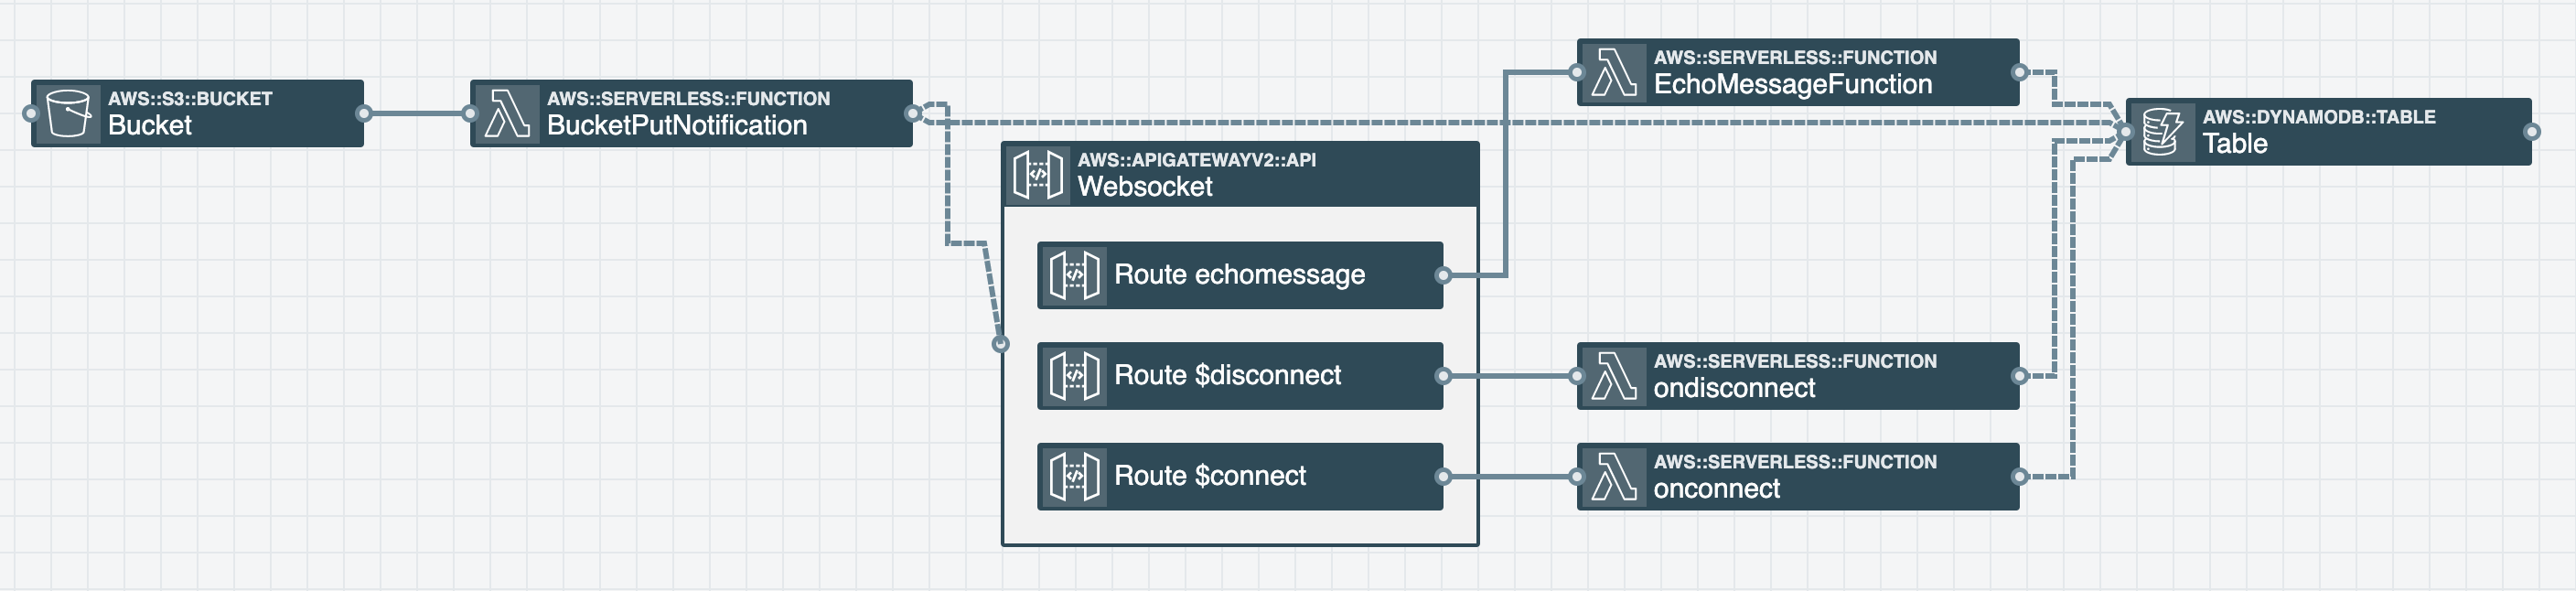 AWS::S3::BUCKET
Bucket
AWS::SERVERLESS::FUNCTION
BucketPutNotification
AWS::APIGATEWAYV2::API
Websocket
Route echomessage
Route $disconnect
Route $connect
AWS::SERVERLESS::FUNCTION
EchoMessageFunction
AWS::SERVERLESS::FUNCTION
ondisconnect
AWS::SERVERLESS::FUNCTION
onconnect
AWS::DYNAMODB::TABLE
Table